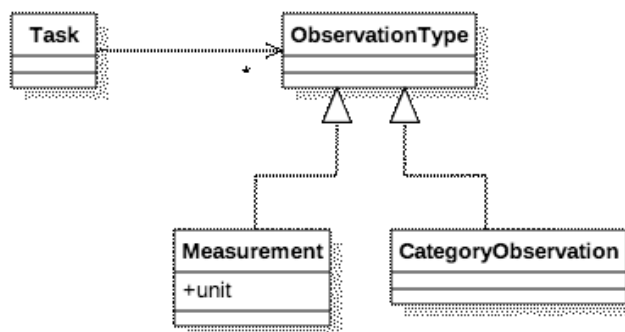 Task
ObservationType
*
Measurement
+unit
CategoryObservation